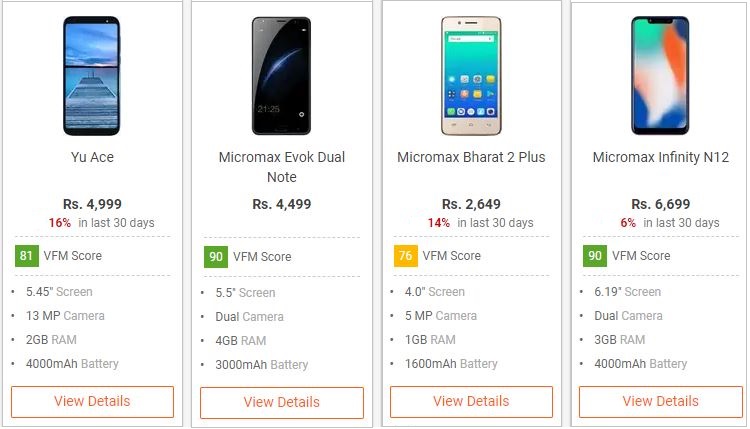 Yu Ace
Rs. 4,999
16% in last 30 days
81 VFM Score
• 5.45" Screen
• 13 MP Camera
• 2GB RAM
• 4000mAh Battery
View Details
21:25
Micromax Evok Dual
Note
Rs. 4,499
90 VFM Score
• 5.5" Screen
• Dual Camera
• 4GB RAM
• 3000mAh Battery
View Details
Micromax Bharat 2 Plus
Rs. 2,649
14% in last 30 days
76 VFM Score
• 4.0" Screen
• 5 MP Camera
• 1GB RAM
• 1600mAh Battery
View Details
Micromax Infinity N12
Rs. 6,699
6% in last 30 days
90 VFM Score
• 6.19" Screen
• Dual Camera
• 3GB RAM
• 4000mAh Battery
View Details